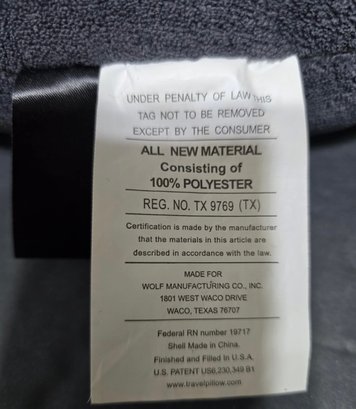 UNDER PENALTY OF LAW THIS
TAG NOT TO BE REMOVED
EXCEPT BY THE CONSUMER
ALL NEW MATERIAL
Consisting of
100% POLYESTER
REG. NO. TX 9769 (TX)
Certification is made by the manufacturer
that the materials in this article are
described in accordance with the law.
MADE FOR
WOLF MANUFACTURING CO., INC.
1801 WEST WACO DRIVE
WACO, TEXAS 76707
Federal RN number 19717
Shell Made in China.
Finished and Filled In U.S.A.
U.S. PATENT US6,230,349 B1
www.travelpillow.com